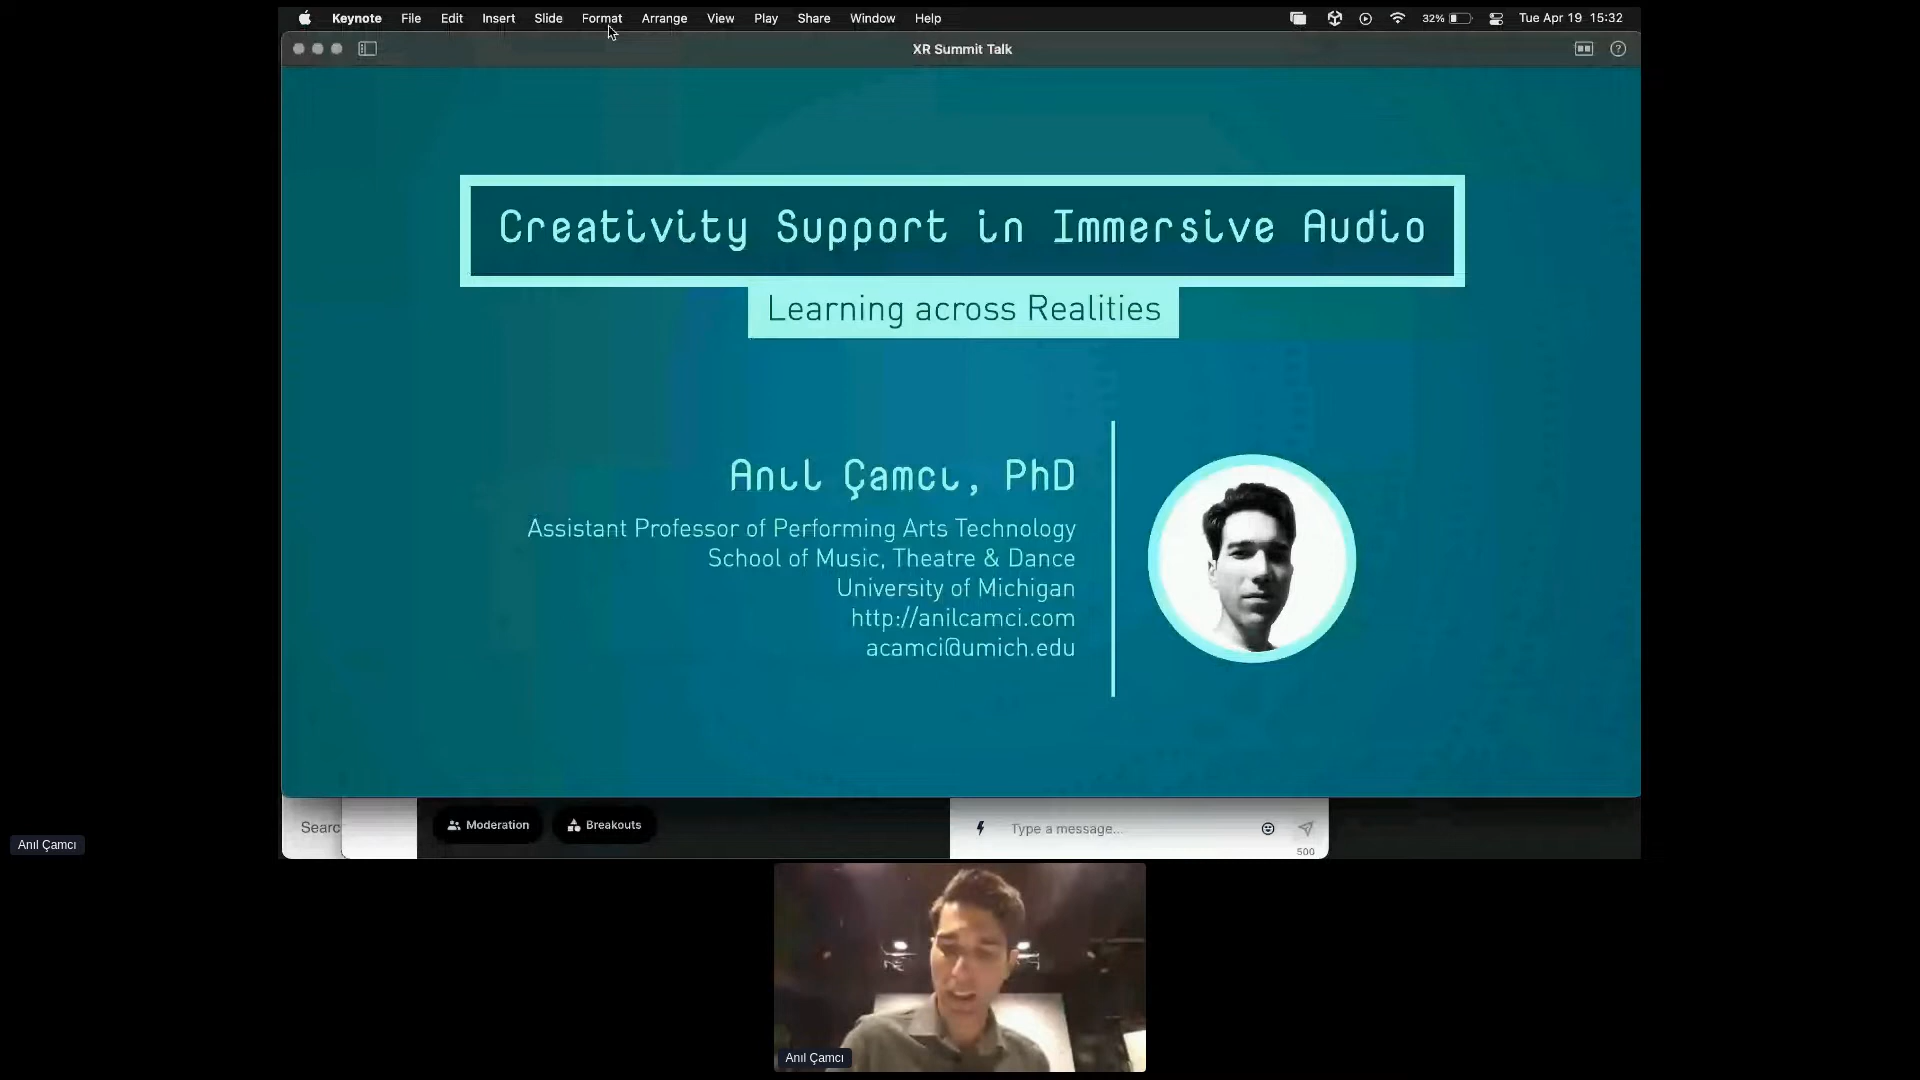 Keynote File Edit Insert Slide Format Arrange View Play Share Window Help 32% Tue Apr 19 15:32
XR Summit Talk
Creativity Support in Immersive Audio
Learning across Realities
Anıl Çamcı, PhD
Assistant Professor of Performing Arts Technology
School of Music, Theatre & Dance
University of Michigan
http://anilcamci.com
acamci@umich.edu
Searc Moderation Breakouts Type a message...
500
Anıl Çamcı
Anıl Çamcı